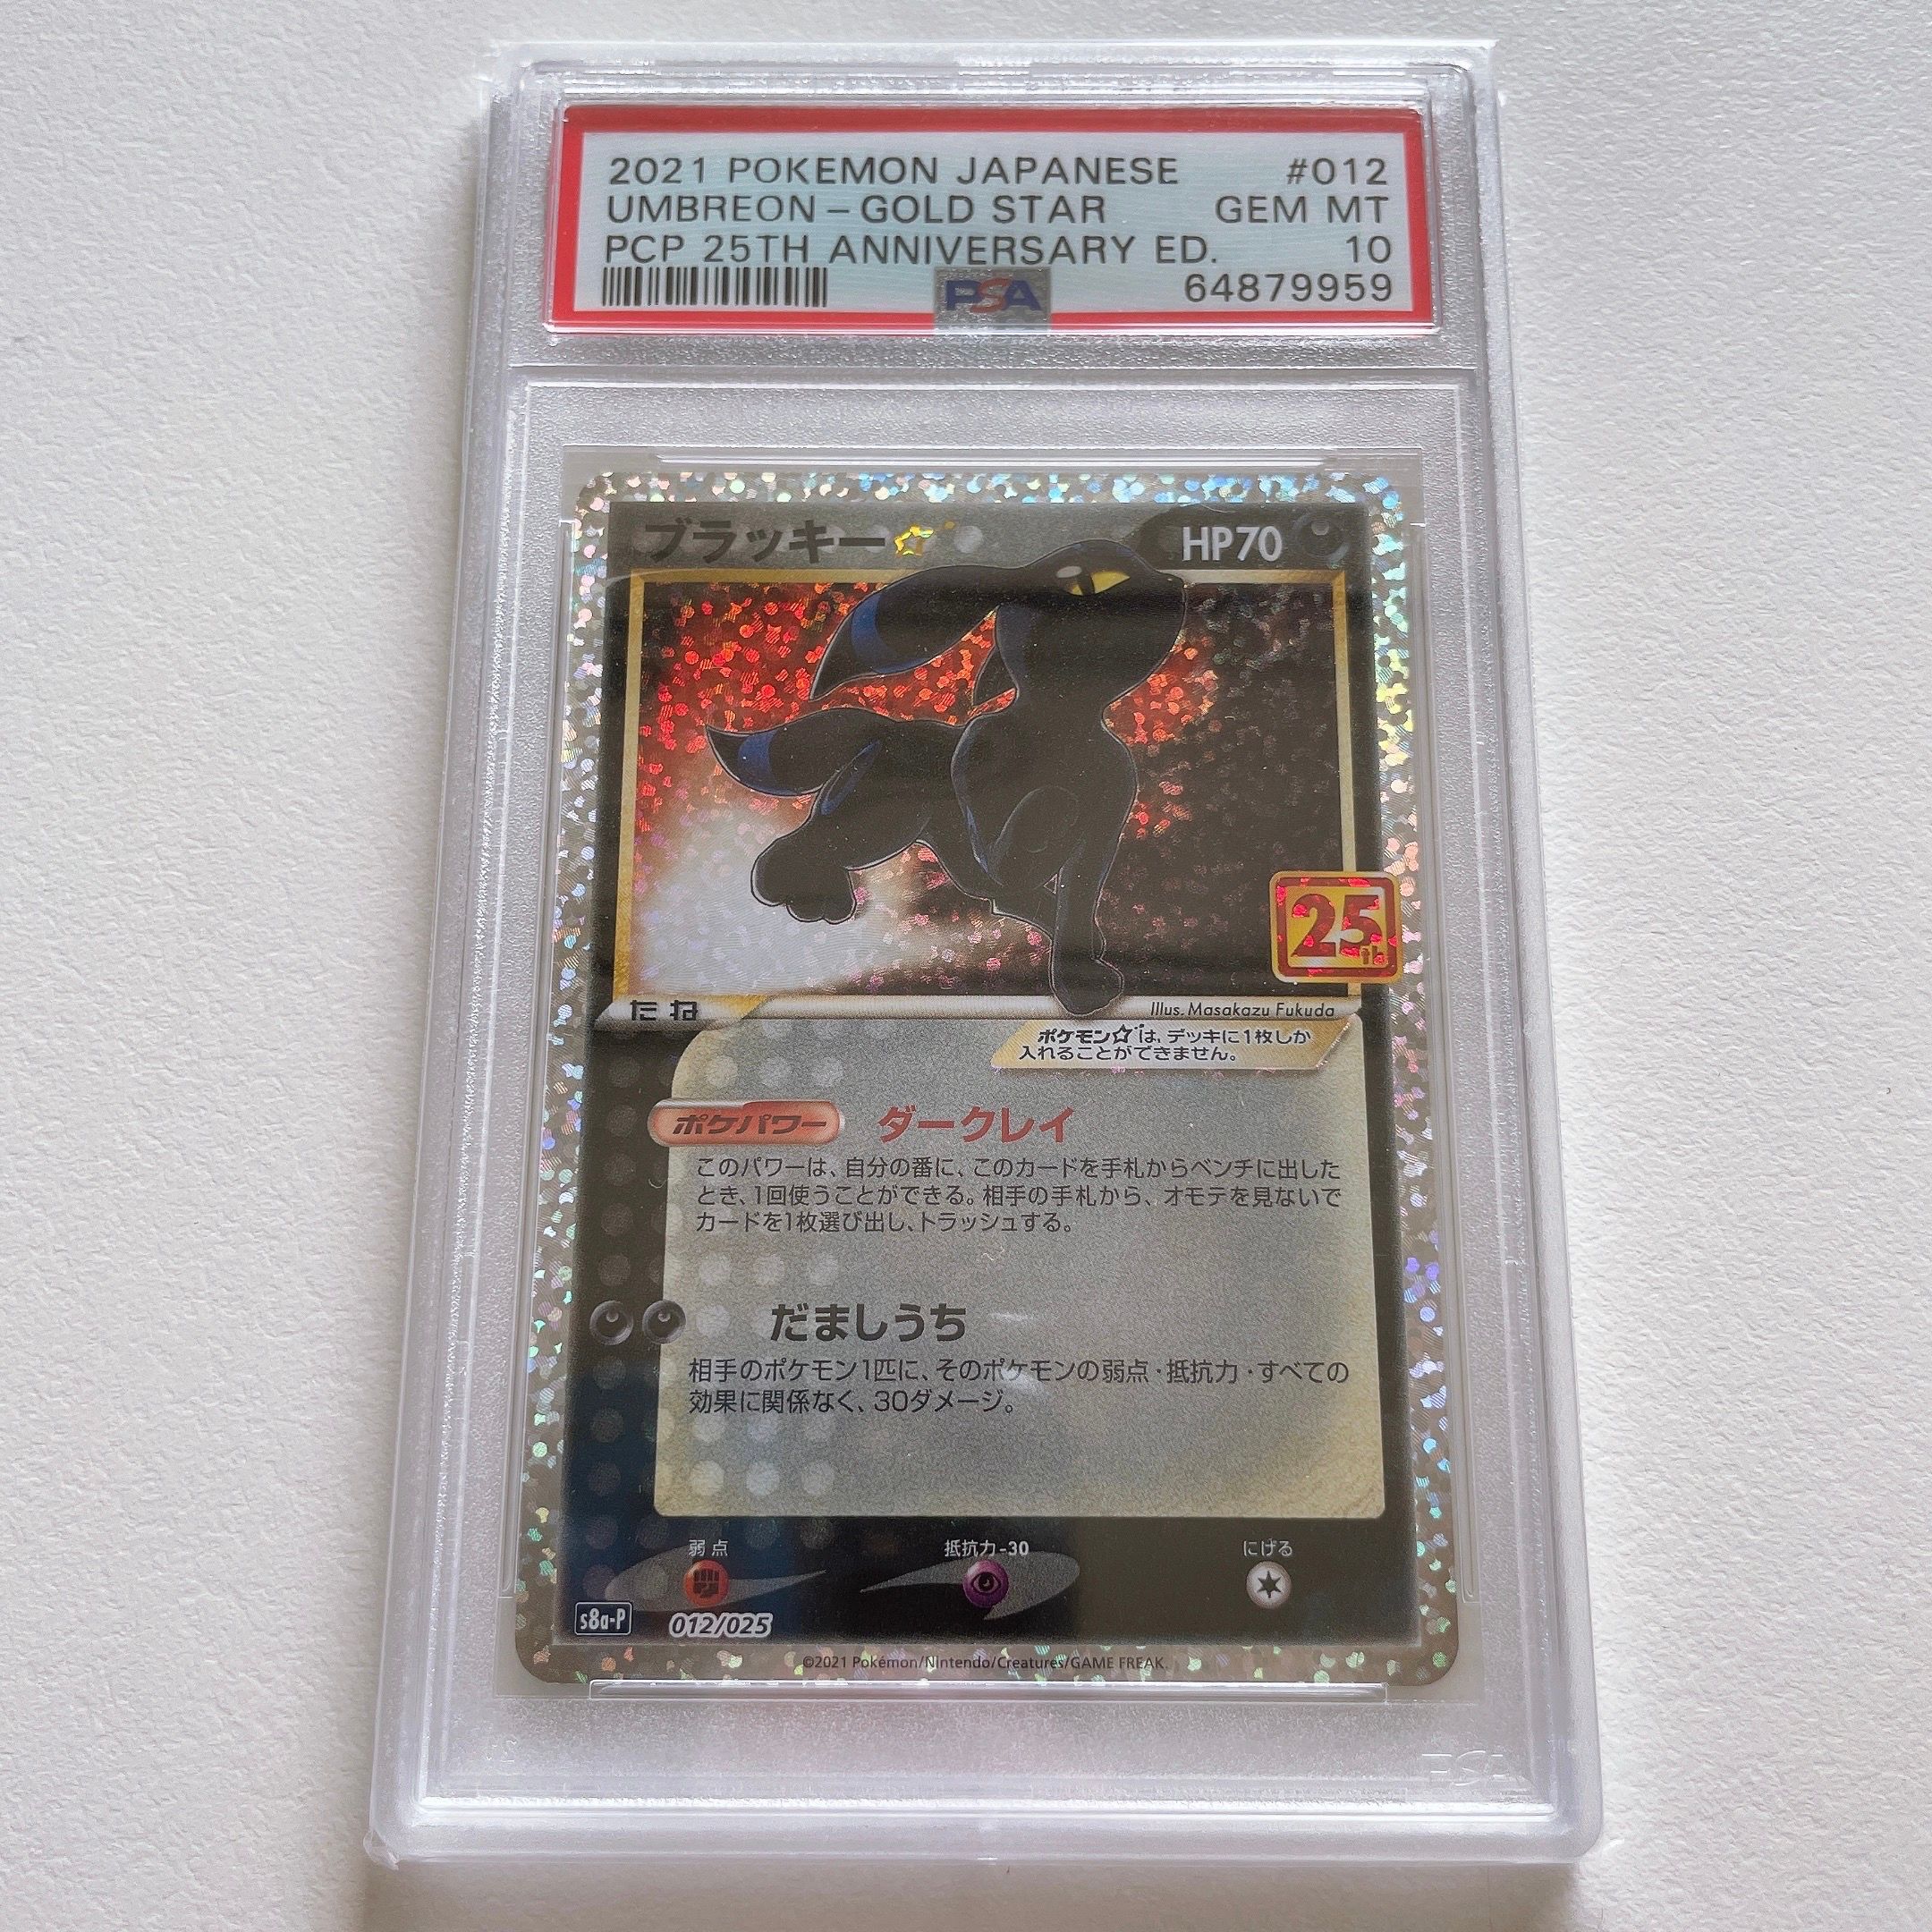 2021 POKEMON JAPANESE #012
UMBREON - GOLD STAR GEM MT
PCP 25TH ANNIVERSARY ED. 10
PSA 64879959
ブラッキー☆ HP70
25th
たね Illus. Masakazu Fukuda
ポケモン☆は、デッキに1枚しか
入れることができません。
ポケパワー ダークレイ
このパワーは、自分の番に、このカードを手札からベンチに出した
とき、1回使うことができる。相手の手札から、オモテを見ないで
カードを1枚選び出し、トラッシュする。
だましうち
相手のポケモン1匹に、そのポケモンの弱点・抵抗力・すべての
効果に関係なく、30ダメージ。
弱点 抵抗力-30 にげる
s8a-P 012/025
©2021 Pokémon/Nintendo/Creatures/GAME FREAK.
PSA